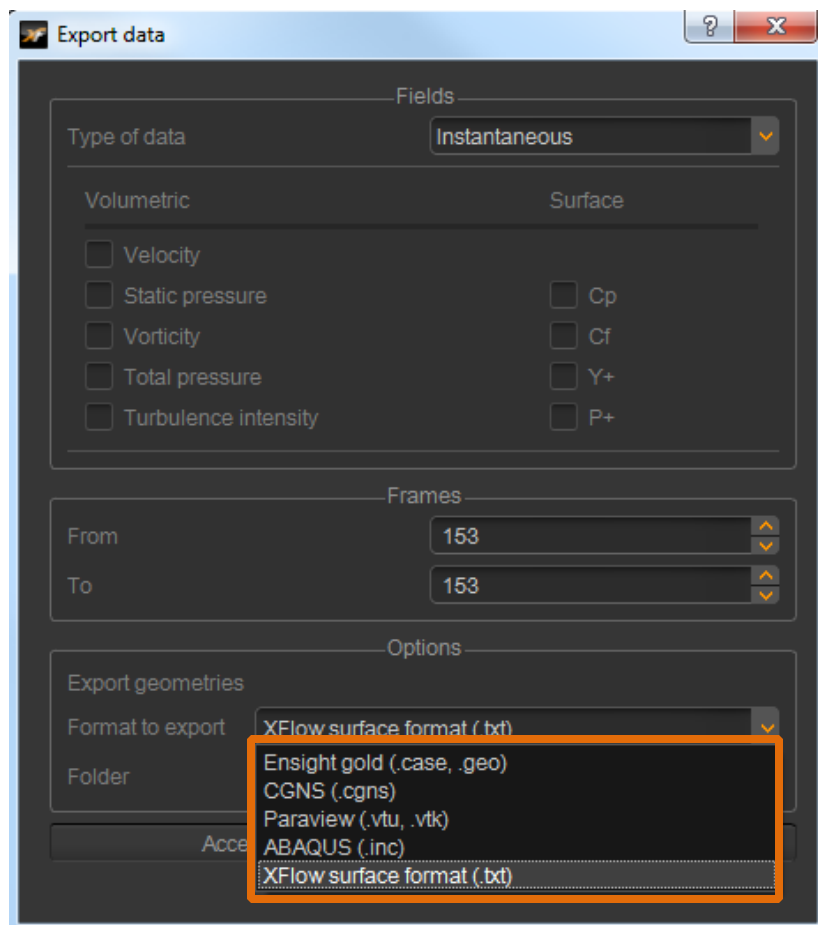 Export data
Fields
Type of data Instantaneous
Volumetric Surface
Velocity
Static pressure Cp
Vorticity Cf
Total pressure Y+
Turbulence intensity P+
Frames
From 153
To 153
Options
Export geometries
Format to export XFlow surface format (.txt)
Folder
Ensight gold (.case, .geo)
CGNS (.cgns)
Paraview (.vtu, .vtk)
Acce
ABAQUS (.inc)
XFlow surface format (.txt)